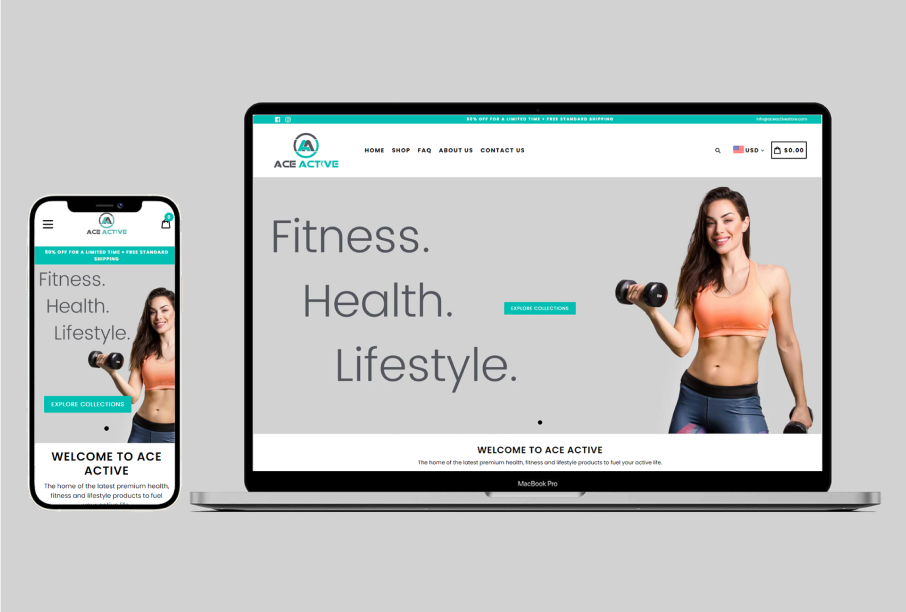 ACE ACTIVE
0
50% OFF FOR A LIMITED TIME + FREE STANDARD
SHIPPING
Fitness.
Health.
Lifestyle.
EXPLORE COLLECTIONS
WELCOME TO ACE
ACTIVE
The home of the latest premium health,
fitness and lifestyle products to fuel
your active life.
50% OFF FOR A LIMITED TIME + FREE STANDARD SHIPPING
info@aceactivestore.com
ACE ACTIVE
HOME SHOP FAQ ABOUT US CONTACT US
USD
$0.00
Fitness.
Health.
EXPLORE COLLECTIONS
Lifestyle.
WELCOME TO ACE ACTIVE
The home of the latest premium health, fitness and lifestyle products to fuel your active life.
MacBook Pro